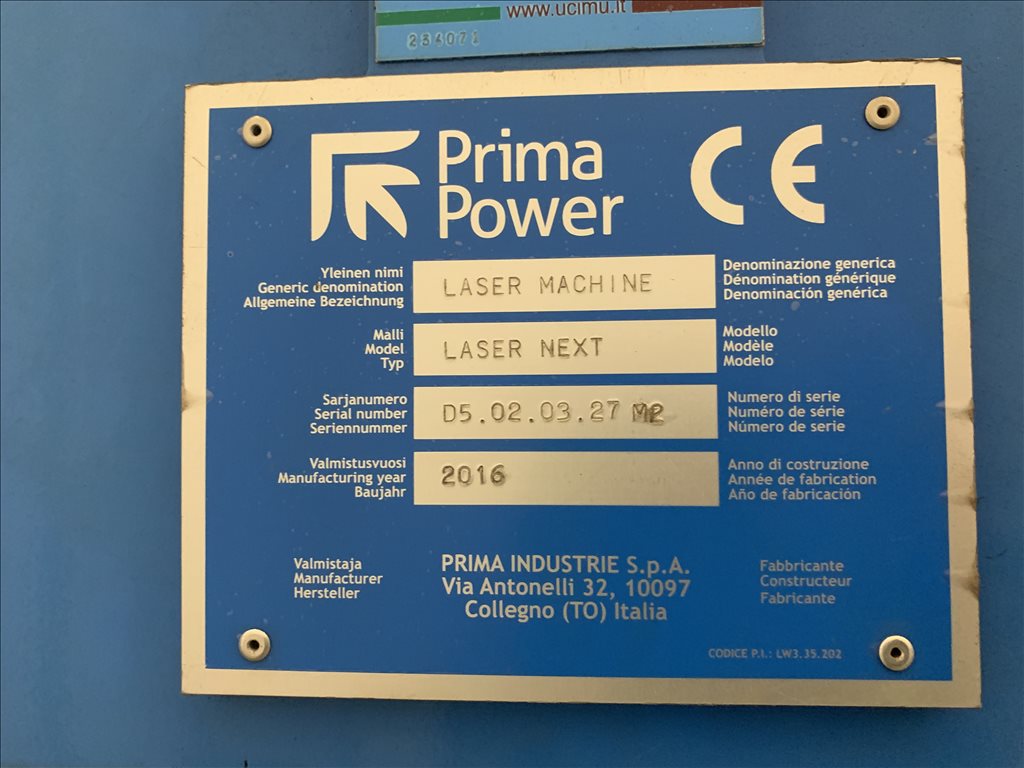 www.ucimu.it
234071
Prima
Power
CE
Yleinen nimi
Generic denomination
Allgemeine Bezeichnung
LASER MACHINE
Denominazione generica
Dénomination générique
Denominación genérica
Malli
Model
Typ
LASER NEXT
Modello
Modèle
Modelo
Sarjanumero
Serial number
Seriennummer
D5.02.03.27 M2
Numero di serie
Numéro de série
Número de serie
Valmistusvuosi
Manufacturing year
Baujahr
2016
Anno di costruzione
Année de fabrication
Año de fabricación
Valmistaja
Manufacturer
Hersteller
PRIMA INDUSTRIE S.p.A.
Via Antonelli 32, 10097
Collegno (TO) Italia
Fabbricante
Constructeur
Fabricante
CODICE P.I.: LW3.35.202